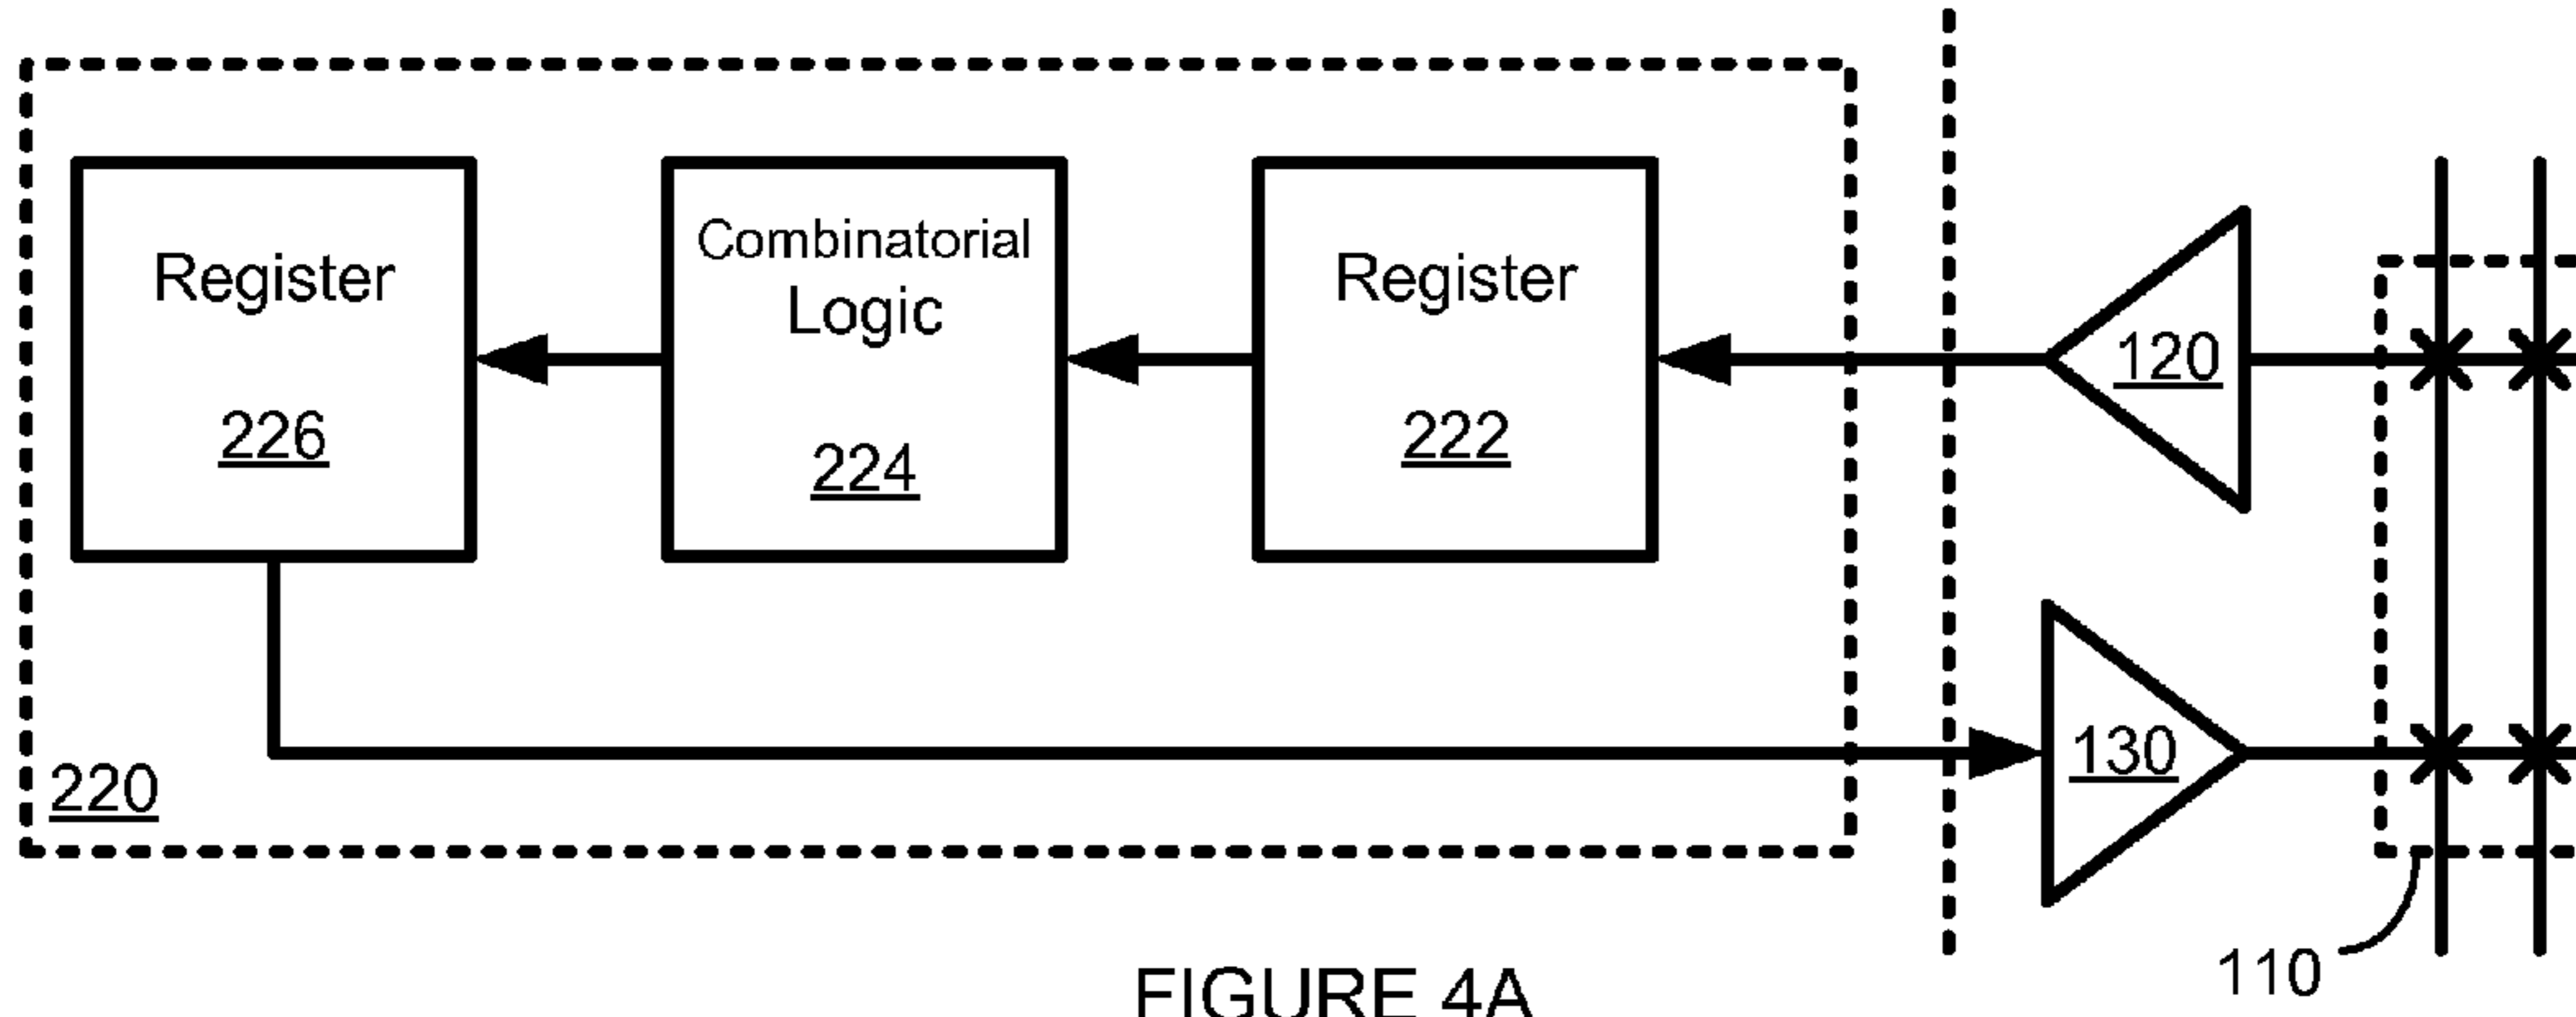 Register
226
Combinatorial
Logic
224
Register
222
120
130
220
110
FIGURE 4A